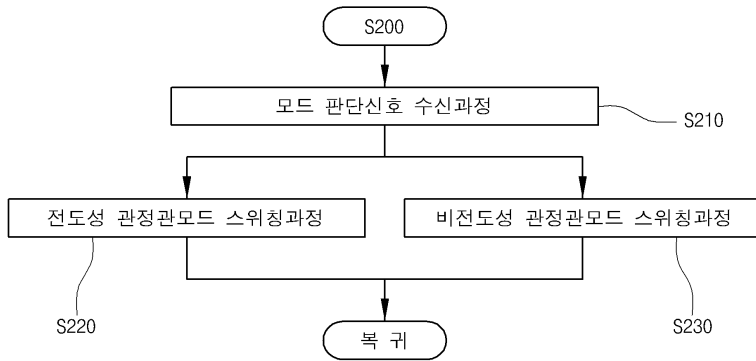 S200
모드 판단신호 수신과정
S210
전도성 관정관모드 스위칭과정
비전도성 관정관모드 스위칭과정
S220
S230
복 귀